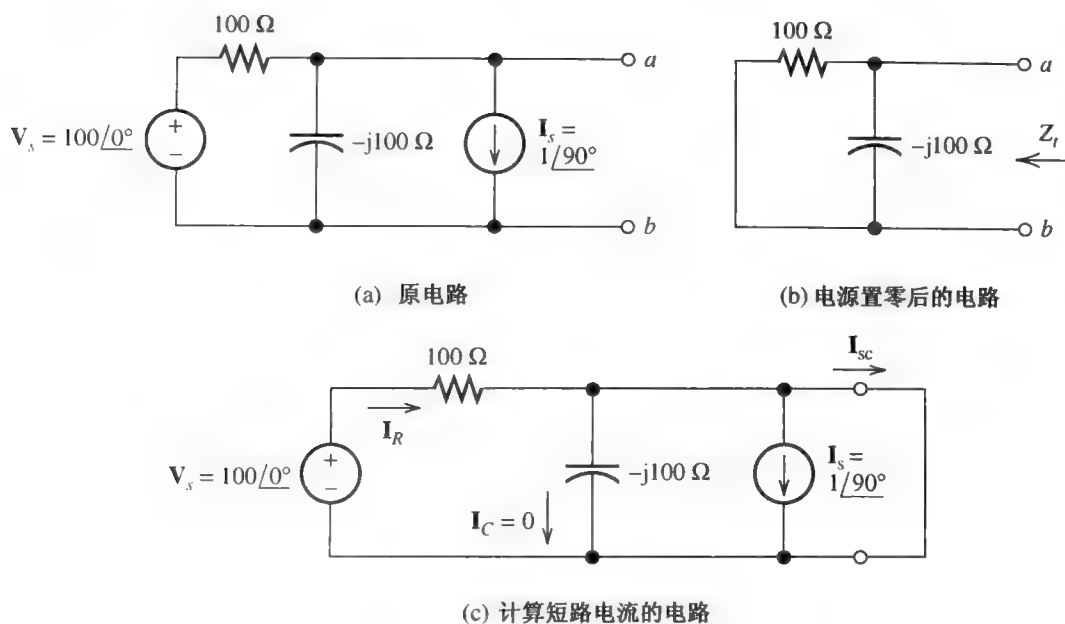 100 Ω
a
V_s = 100/0°
+
−
−j100 Ω
I_s =
1/90°
b
(a) 原电路
100 Ω
a
−j100 Ω
Z_t
b
(b) 电源置零后的电路
100 Ω
I_sc
I_R
V_s = 100/0°
+
−
−j100 Ω
I_s =
1/90°
I_C = 0
(c) 计算短路电流的电路